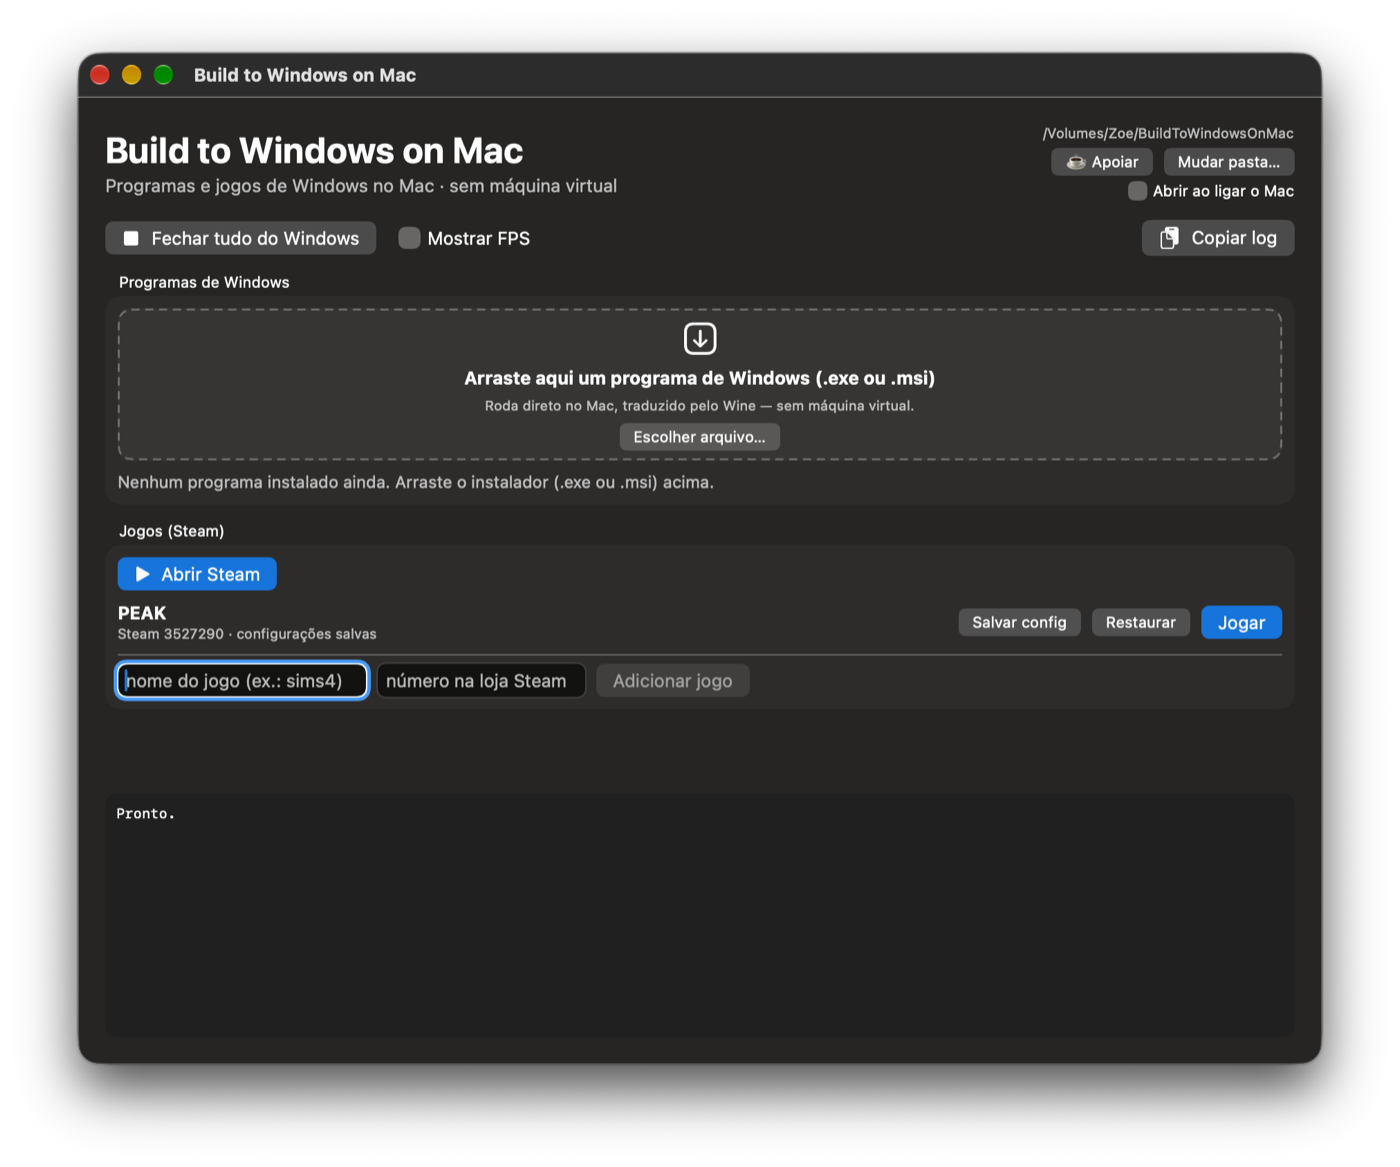 Build to Windows on Mac
Build to Windows on Mac
Programas e jogos de Windows no Mac · sem máquina virtual
/Volumes/Zoe/BuildToWindowsOnMac
☕ Apoiar
Mudar pasta...
Abrir ao ligar o Mac
Fechar tudo do Windows
Mostrar FPS
Copiar log
Programas de Windows
Arraste aqui um programa de Windows (.exe ou .msi)
Roda direto no Mac, traduzido pelo Wine — sem máquina virtual.
Escolher arquivo...
Nenhum programa instalado ainda. Arraste o instalador (.exe ou .msi) acima.
Jogos (Steam)
Abrir Steam
PEAK
Steam 3527290 · configurações salvas
Salvar config
Restaurar
Jogar
nome do jogo (ex.: sims4)
número na loja Steam
Adicionar jogo
Pronto.